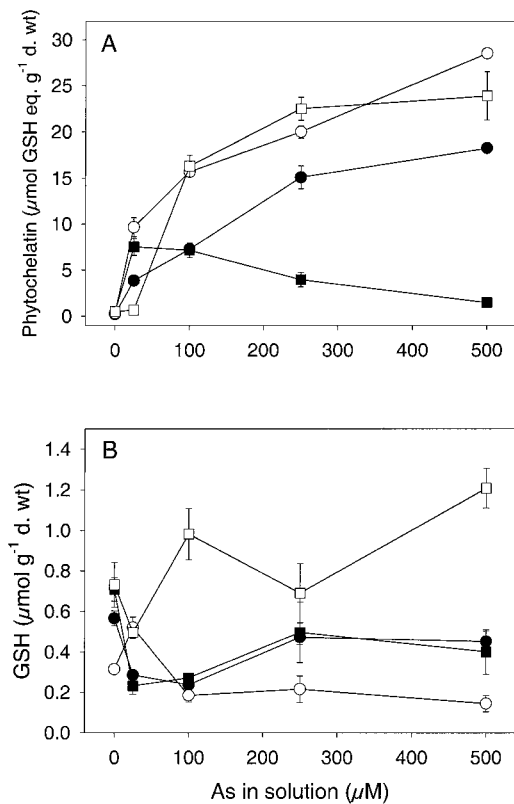 A
Phytochelatin (µmol GSH eq. g⁻¹ d. wt)
30
25
20
15
10
5
0
0 100 200 300 400 500
B
GSH (µmol g⁻¹ d. wt)
1.4
1.2
1.0
0.8
0.6
0.4
0.2
0.0
0 100 200 300 400 500
As in solution (µM)